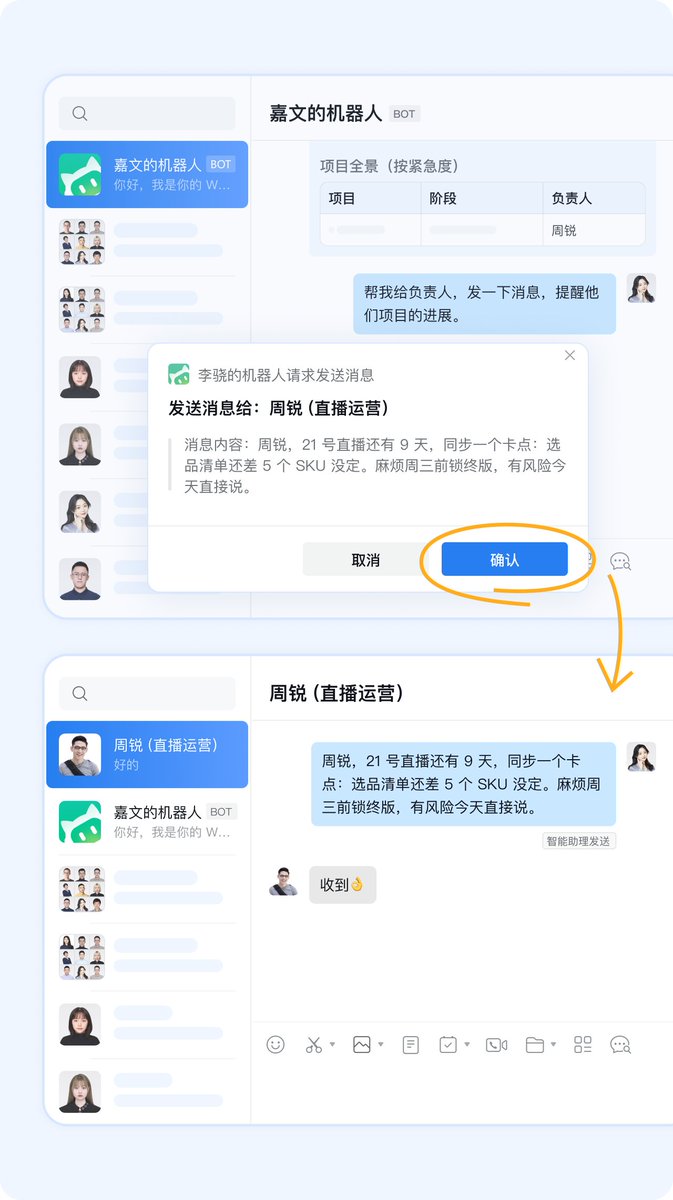 嘉文的机器人 BOT
嘉文的机器人 BOT
你好，我是你的 W...
项目全景（按紧急度）
项目 阶段 负责人
周锐
帮我给负责人，发一下消息，提醒他
们项目的进展。
李骁的机器人请求发送消息
发送消息给：周锐（直播运营）
消息内容：周锐，21 号直播还有 9 天，同步一个卡点：选
品清单还差 5 个 SKU 没定。麻烦周三前锁终版，有风险今
天直接说。
取消 确认
周锐（直播运营）
周锐（直播运营）
好的
嘉文的机器人 BOT
你好，我是你的 W...
周锐，21 号直播还有 9 天，同步一个卡
点：选品清单还差 5 个 SKU 没定。麻烦周
三前锁终版，有风险今天直接说。
智能助理发送
收到👌